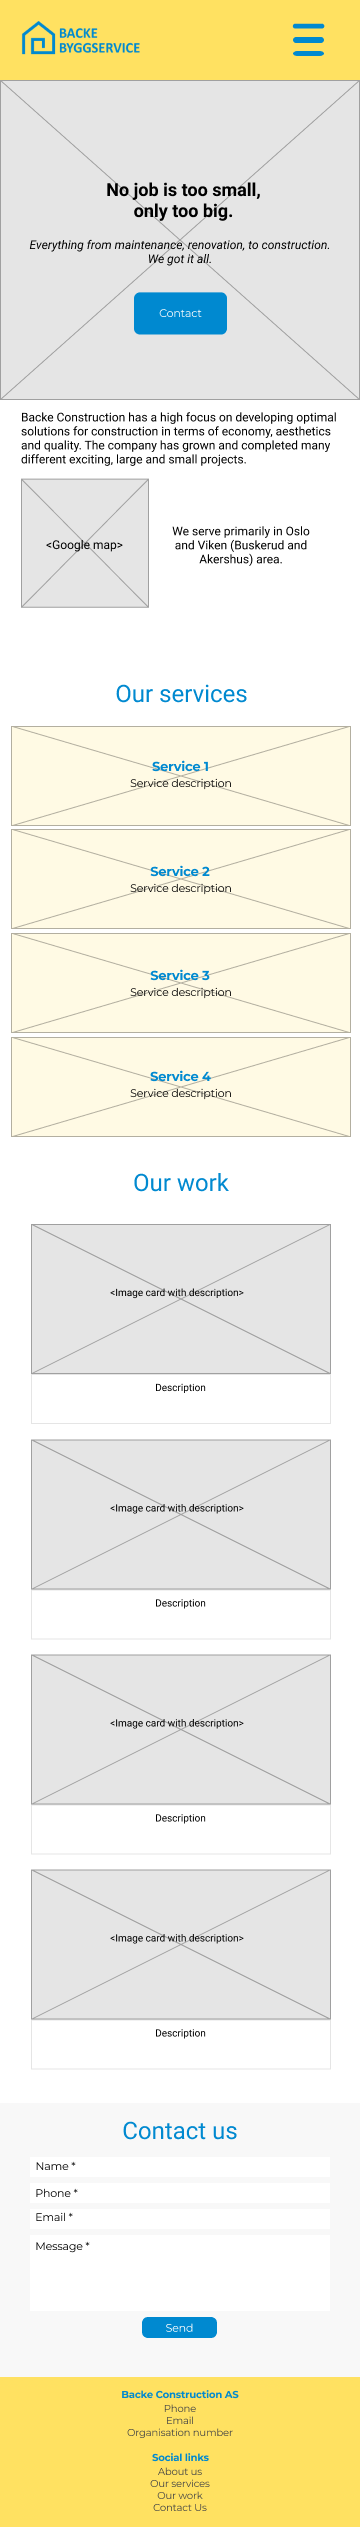 BACKE
BYGGSERVICE
No job is too small,
only too big.
Everything from maintenance, renovation, to construction.
We got it all.
Contact
Backe Construction has a high focus on developing optimal
solutions for construction in terms of economy, aesthetics
and quality. The company has grown and completed many
different exciting, large and small projects.
<Google map>
We serve primarily in Oslo
and Viken (Buskerud and
Akershus) area.
Our services
Service 1
Service description
Service 2
Service description
Service 3
Service description
Service 4
Service description
Our work
<Image card with description>
Description
<Image card with description>
Description
<Image card with description>
Description
<Image card with description>
Description
Contact us
Name *
Phone *
Email *
Message *
Send
Backe Construction AS
Phone
Email
Organisation number
Social links
About us
Our services
Our work
Contact Us